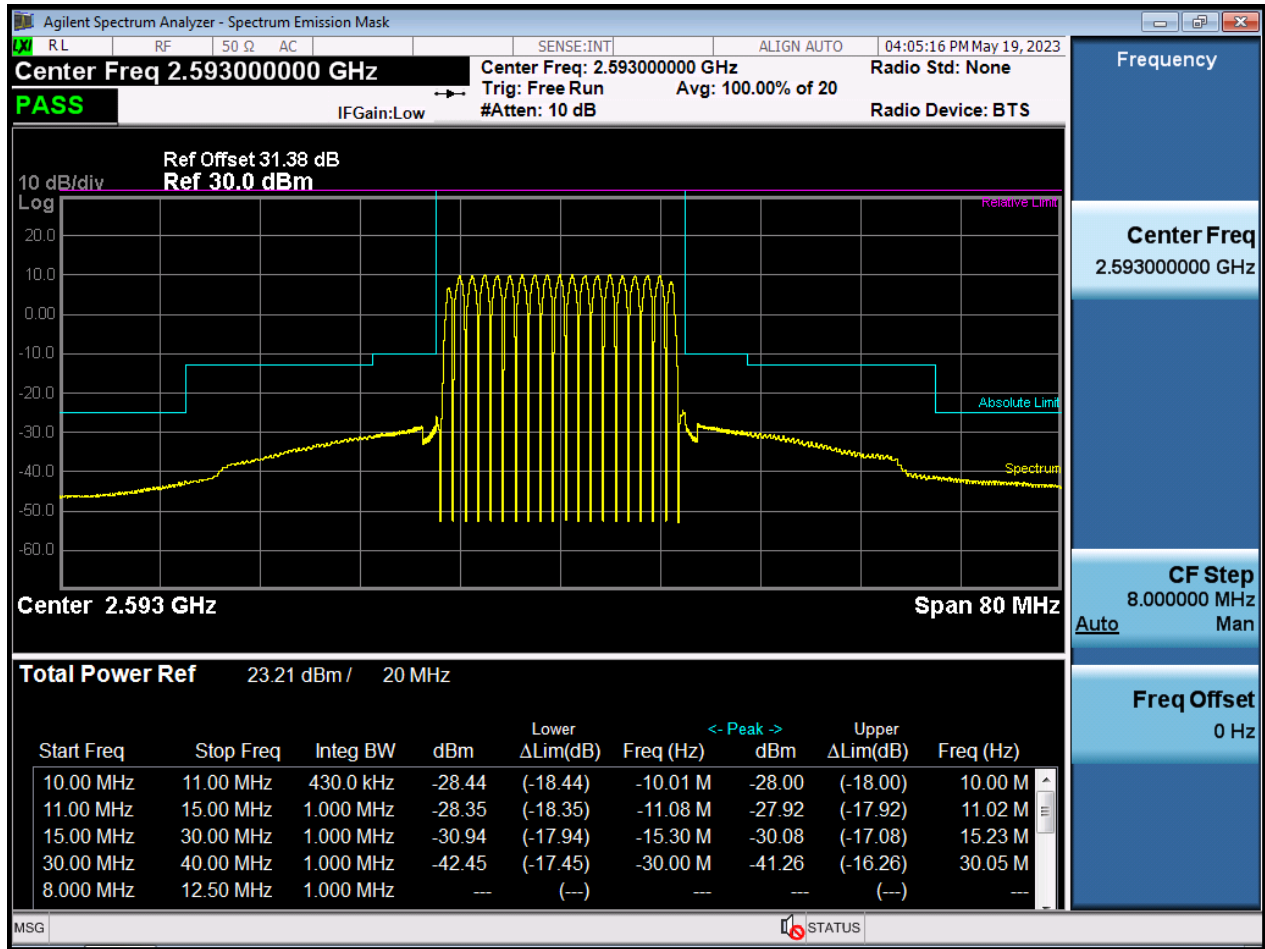 Agilent Spectrum Analyzer - Spectrum Emission Mask
LXI RL RF 50 Ω AC SENSE:INT ALIGN AUTO 04:05:16 PM May 19, 2023
Center Freq 2.593000000 GHz
Center Freq: 2.593000000 GHz
Radio Std: None
Trig: Free Run Avg: 100.00% of 20
PASS
IFGain:Low
#Atten: 10 dB
Radio Device: BTS
Ref Offset 31.38 dB
10 dB/div Ref 30.0 dBm
Log
Relative Limit
20.0
10.0
0.00
-10.0
-20.0
Absolute Limit
-30.0
-40.0
Spectrum
-50.0
-60.0
Center 2.593 GHz Span 80 MHz
Total Power Ref 23.21 dBm / 20 MHz
Lower <- Peak -> Upper
Start Freq Stop Freq Integ BW dBm ΔLim(dB) Freq (Hz) dBm ΔLim(dB) Freq (Hz)
10.00 MHz 11.00 MHz 430.0 kHz -28.44 (-18.44) -10.01 M -28.00 (-18.00) 10.00 M
11.00 MHz 15.00 MHz 1.000 MHz -28.35 (-18.35) -11.08 M -27.92 (-17.92) 11.02 M
15.00 MHz 30.00 MHz 1.000 MHz -30.94 (-17.94) -15.30 M -30.08 (-17.08) 15.23 M
30.00 MHz 40.00 MHz 1.000 MHz -42.45 (-17.45) -30.00 M -41.26 (-16.26) 30.05 M
8.000 MHz 12.50 MHz 1.000 MHz --- (---) --- --- (---) ---
MSG STATUS
Frequency
Center Freq
2.593000000 GHz
CF Step
8.000000 MHz
Auto Man
Freq Offset
0 Hz